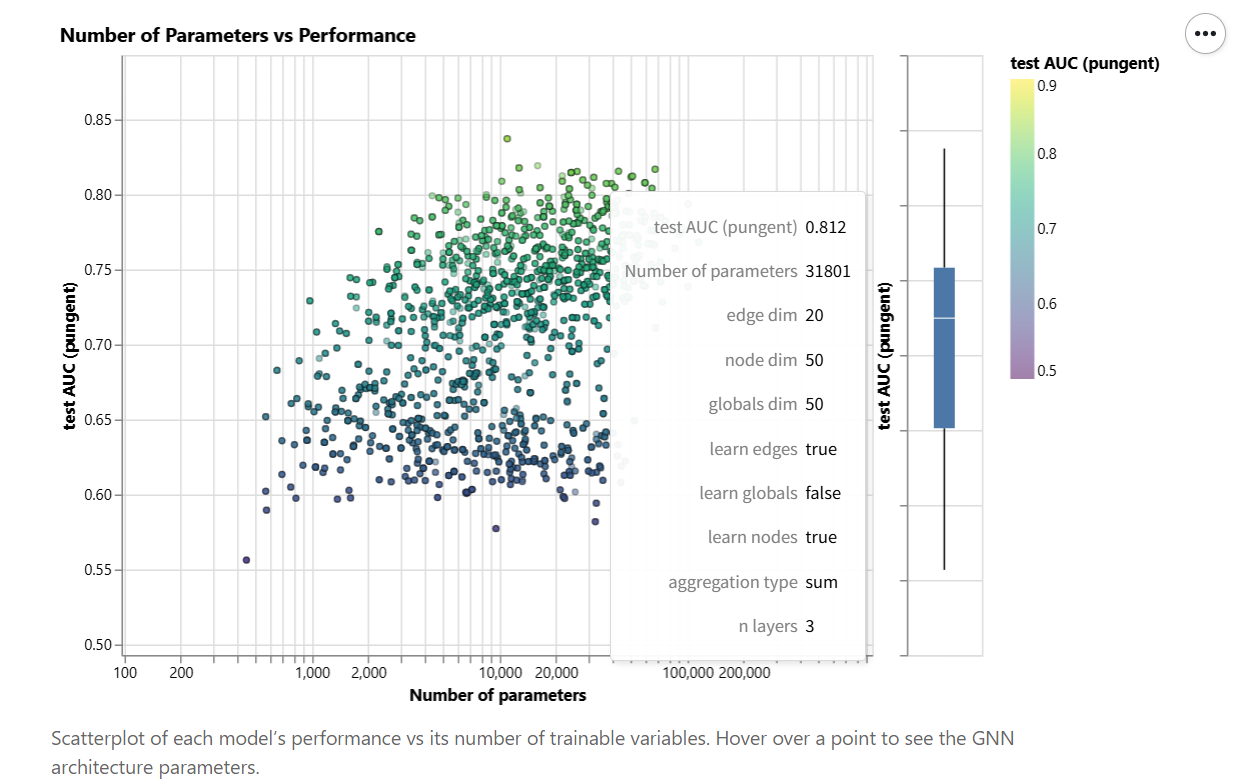 Number of Parameters vs Performance
•••
test AUC (pungent)
0.85
0.80
0.75
0.70
0.65
0.60
0.55
0.50
100
200
1,000
2,000
10,000
20,000
100,000
200,000
Number of parameters
test AUC (pungent) 0.812
Number of parameters 31801
edge dim 20
node dim 50
globals dim 50
learn edges true
learn globals false
learn nodes true
aggregation type sum
n layers 3
test AUC (pungent)
test AUC (pungent)
0.9
0.8
0.7
0.6
0.5
Scatterplot of each model’s performance vs its number of trainable variables. Hover over a point to see the GNN
architecture parameters.